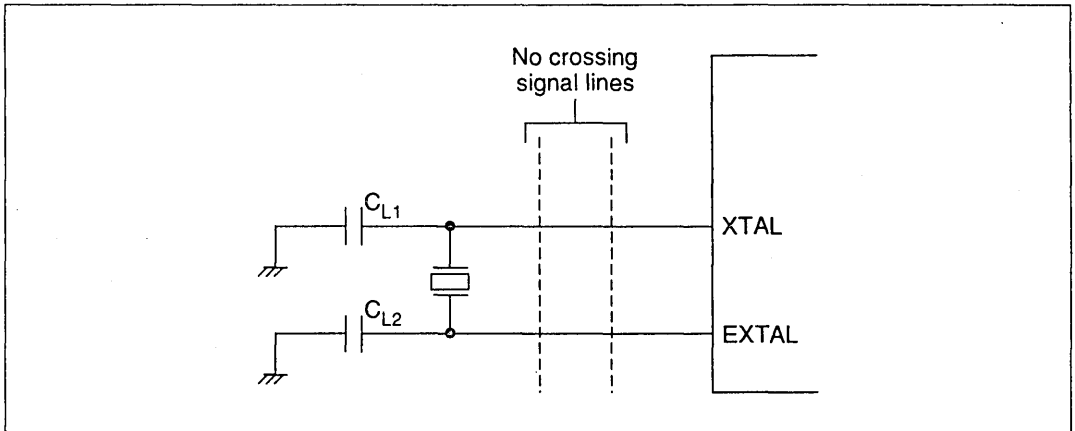 No crossing
signal lines
CL1
XTAL
CL2
EXTAL